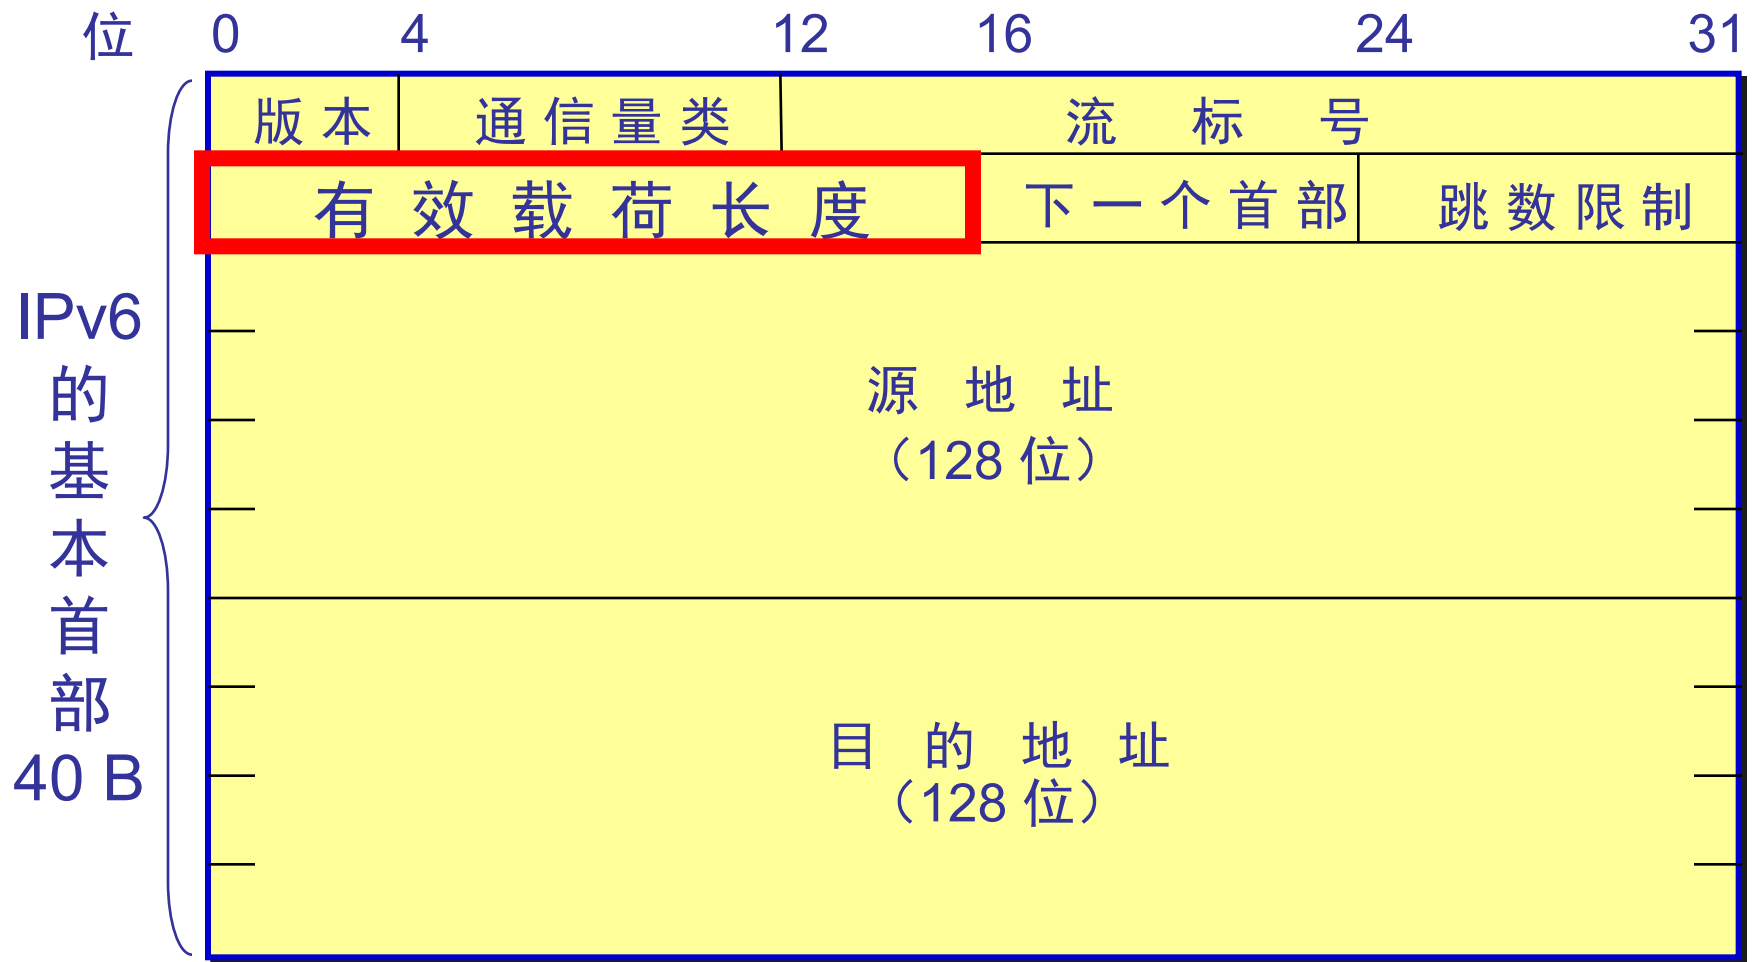 位 0 4 12 16 24 31
版本 通信量类 流标号
有效载荷长度 下一个首部 跳数限制
IPv6
的
基
本
首
部
40 B
源地址
（128 位）
目的地址
（128 位）